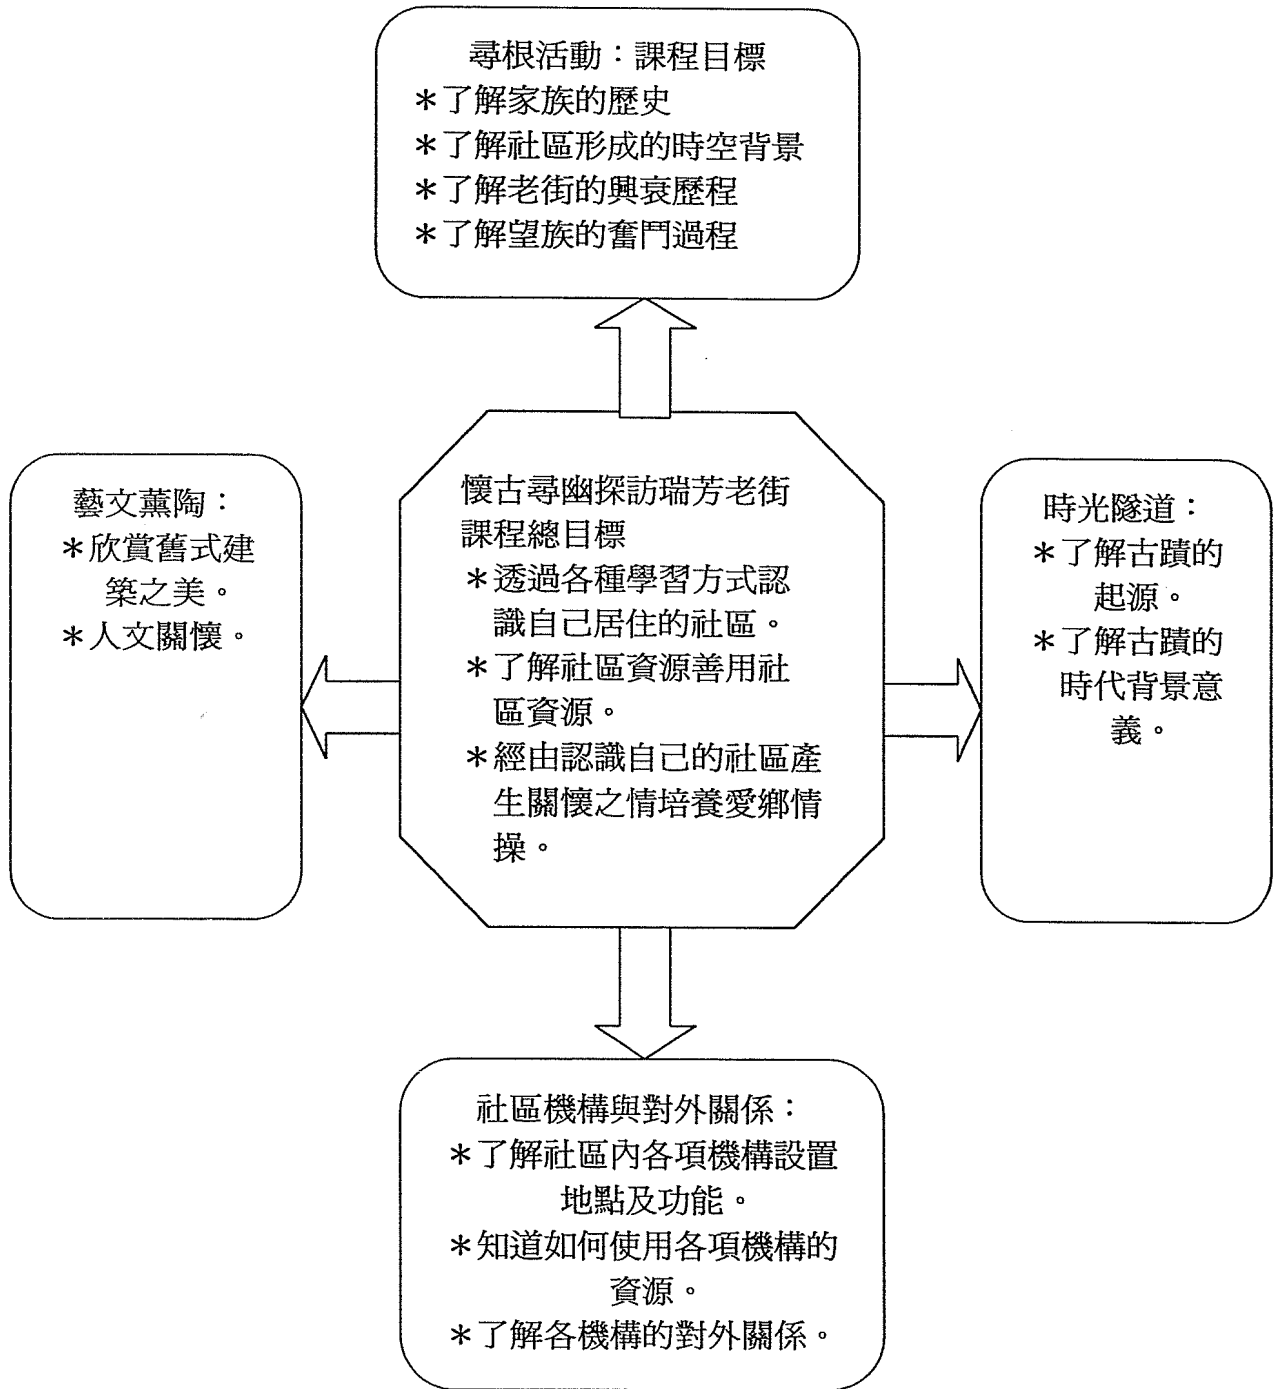 尋根活動：課程目標
＊了解家族的歷史
＊了解社區形成的時空背景
＊了解老街的興衰歷程
＊了解望族的奮鬥過程
藝文薰陶：
＊欣賞舊式建
築之美。
＊人文關懷。
懷古尋幽探訪瑞芳老街
課程總目標
＊透過各種學習方式認
識自己居住的社區。
＊了解社區資源善用社
區資源。
＊經由認識自己的社區產
生關懷之情培養愛鄉情
操。
時光隧道：
＊了解古蹟的
起源。
＊了解古蹟的
時代背景意
義。
社區機構與對外關係：
＊了解社區內各項機構設置
地點及功能。
＊知道如何使用各項機構的
資源。
＊了解各機構的對外關係。